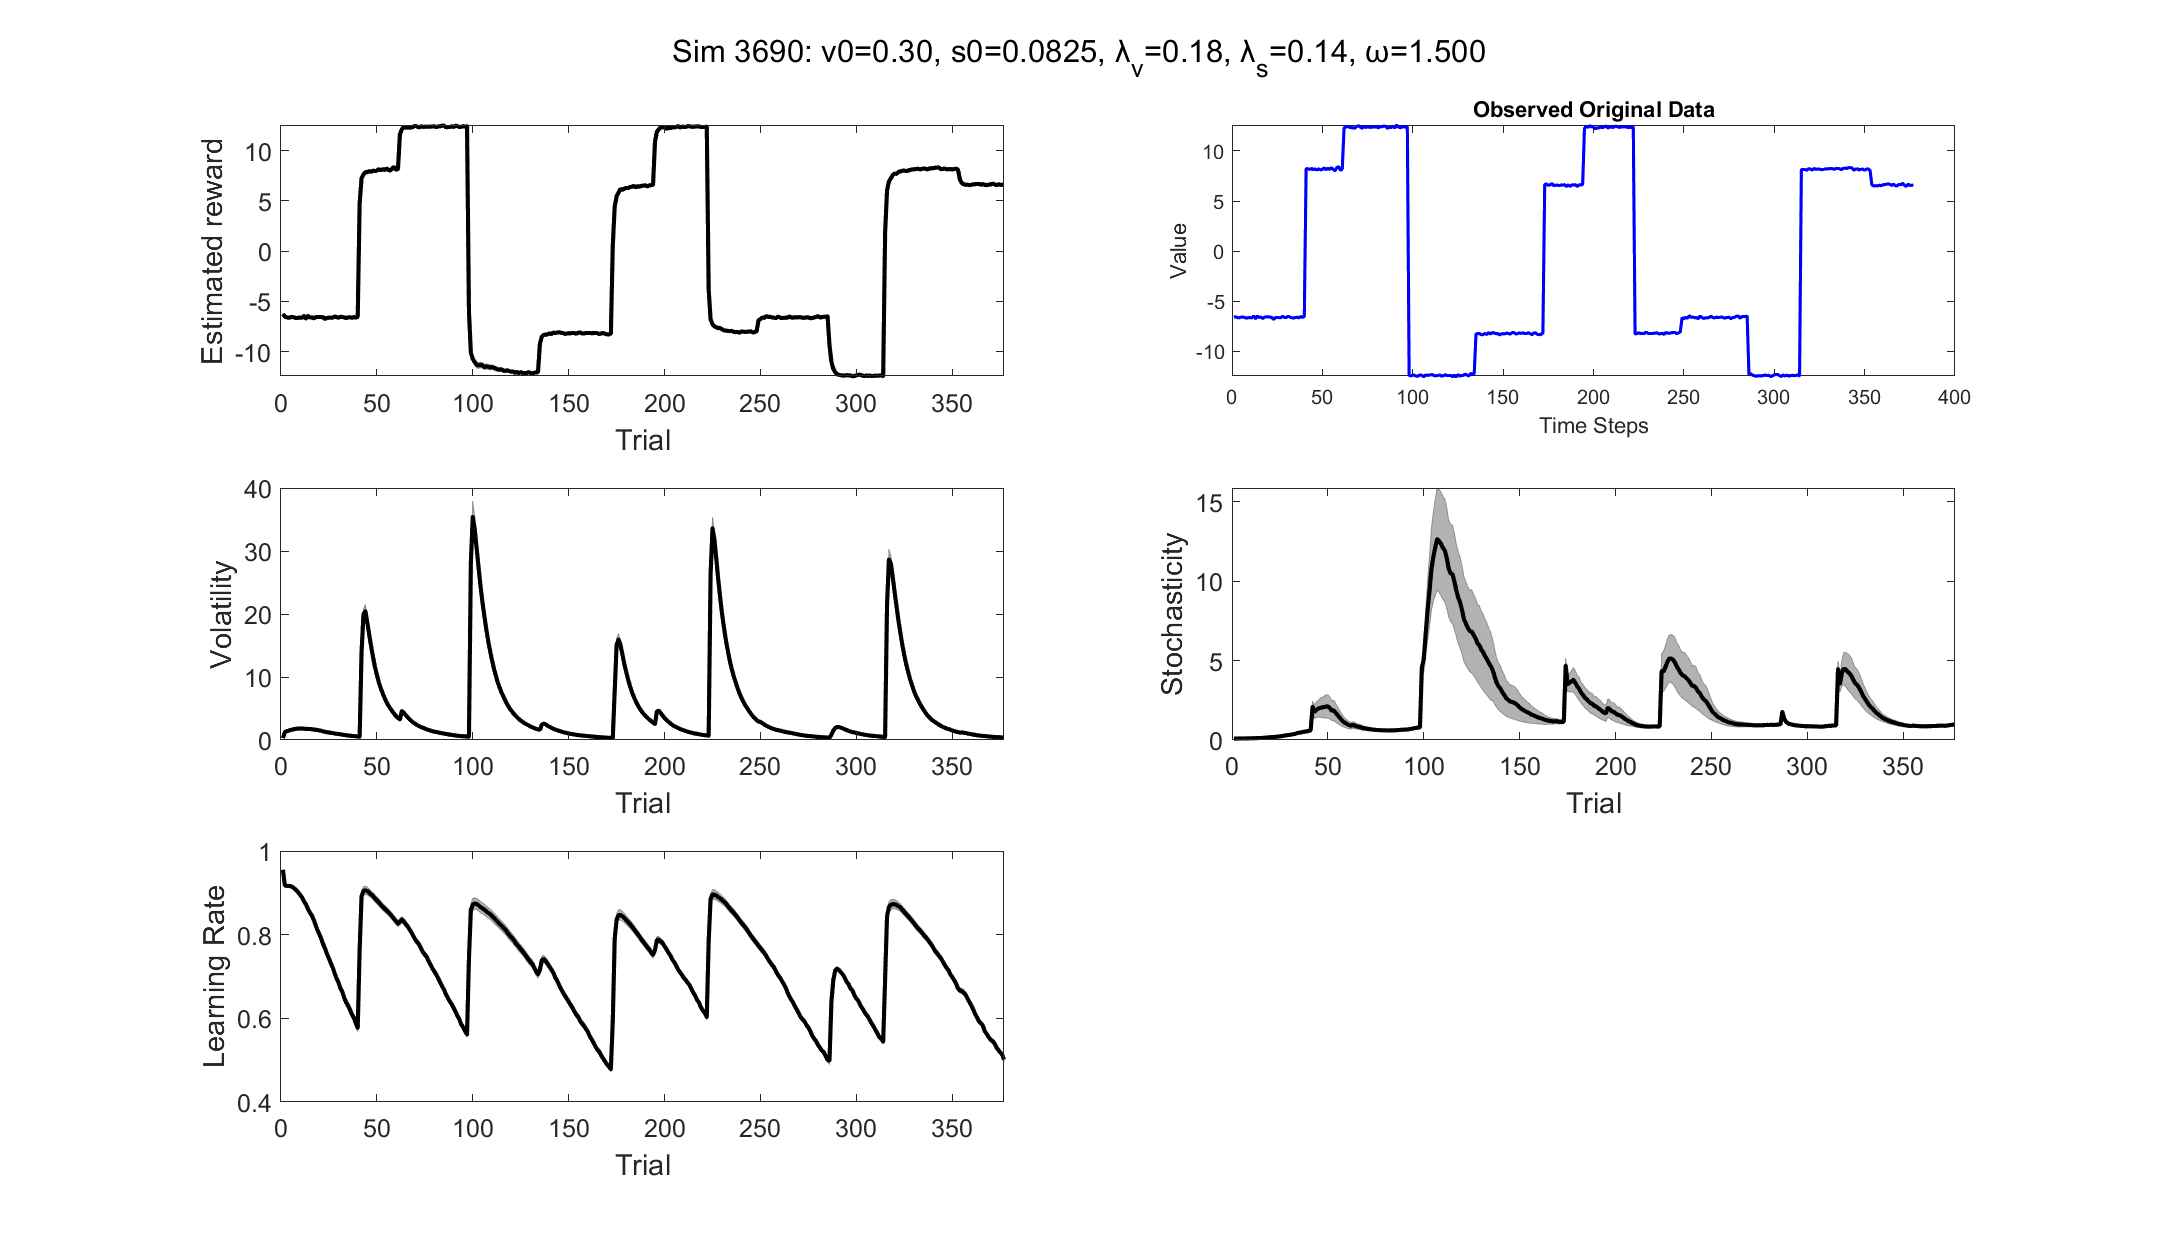 Sim 3690: v0=0.30, s0=0.0825, λ_v=0.18, λ_s=0.14, ω=1.500
Estimated reward
10
5
0
-5
-10
0 50 100 150 200 250 300 350
Trial
Observed Original Data
Value
10
5
0
-5
-10
0 50 100 150 200 250 300 350 400
Time Steps
Volatility
40
30
20
10
0
0 50 100 150 200 250 300 350
Trial
Stochasticity
15
10
5
0
0 50 100 150 200 250 300 350
Trial
Learning Rate
1
0.8
0.6
0.4
0 50 100 150 200 250 300 350
Trial